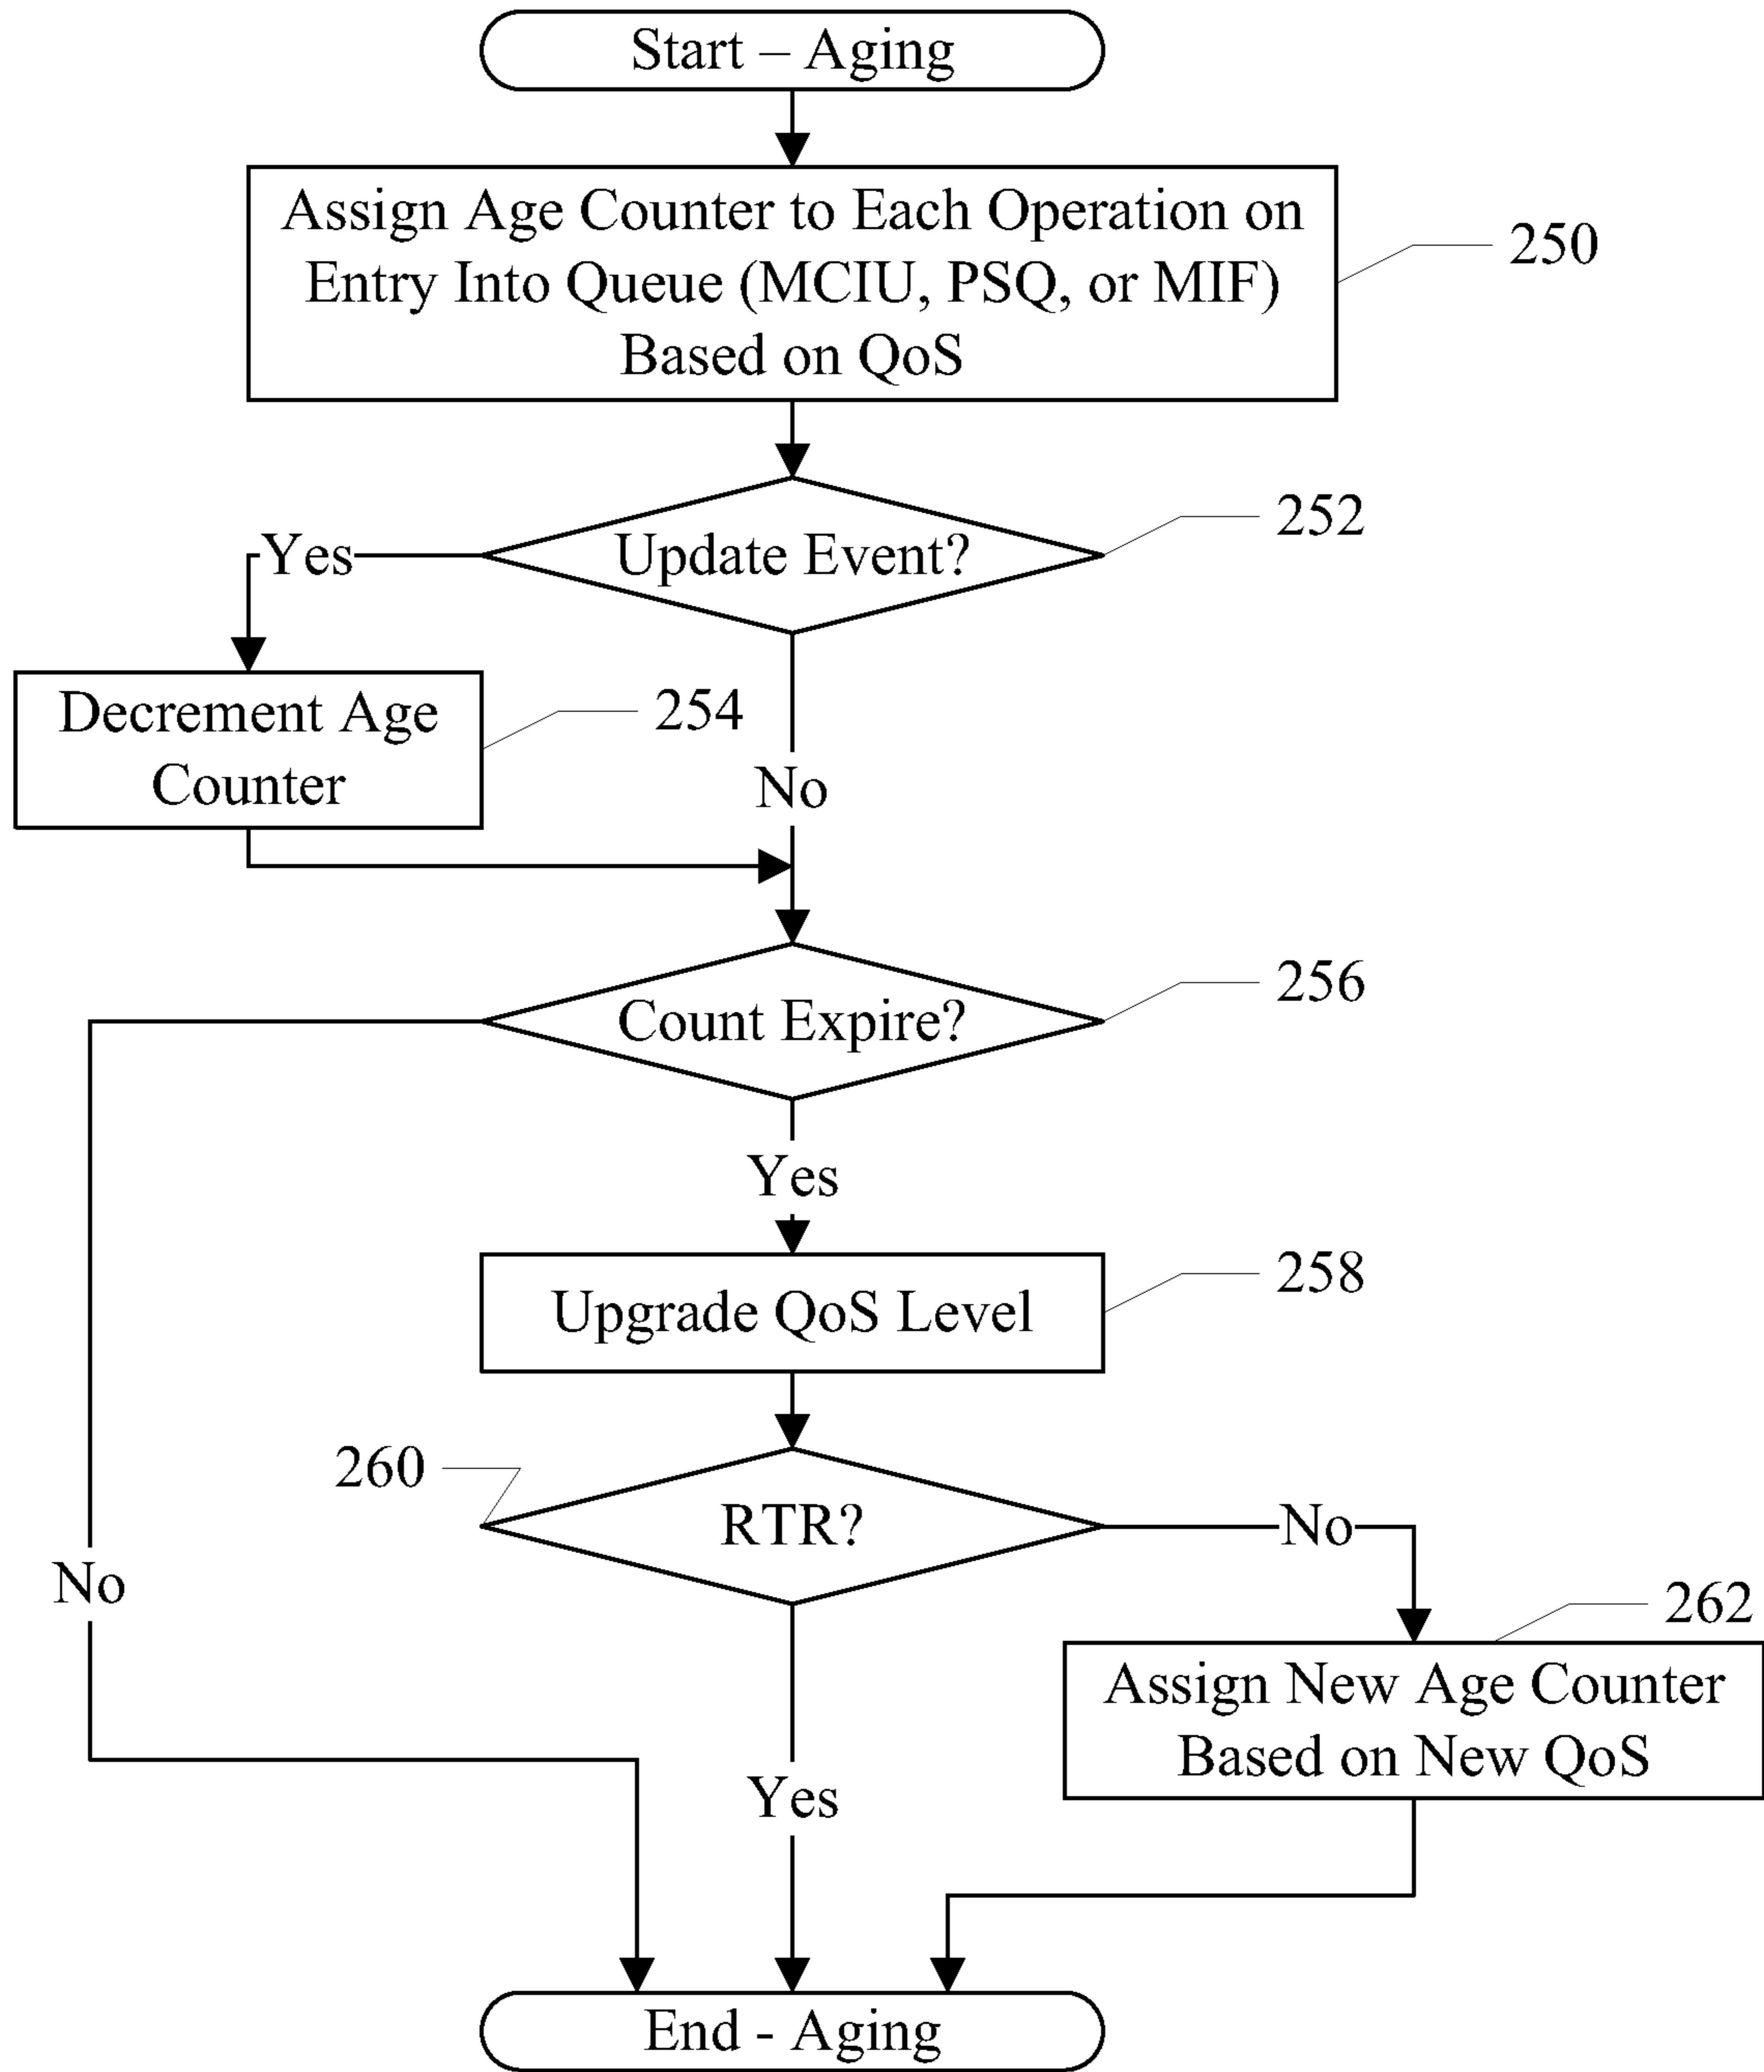 Start – Aging
Assign Age Counter to Each Operation on
Entry Into Queue (MCIU, PSQ, or MIF)
Based on QoS
250
252
Yes
Update Event?
Decrement Age
Counter
254
No
256
Count Expire?
Yes
258
Upgrade QoS Level
260
RTR?
No
No
262
Assign New Age Counter
Based on New QoS
Yes
End - Aging